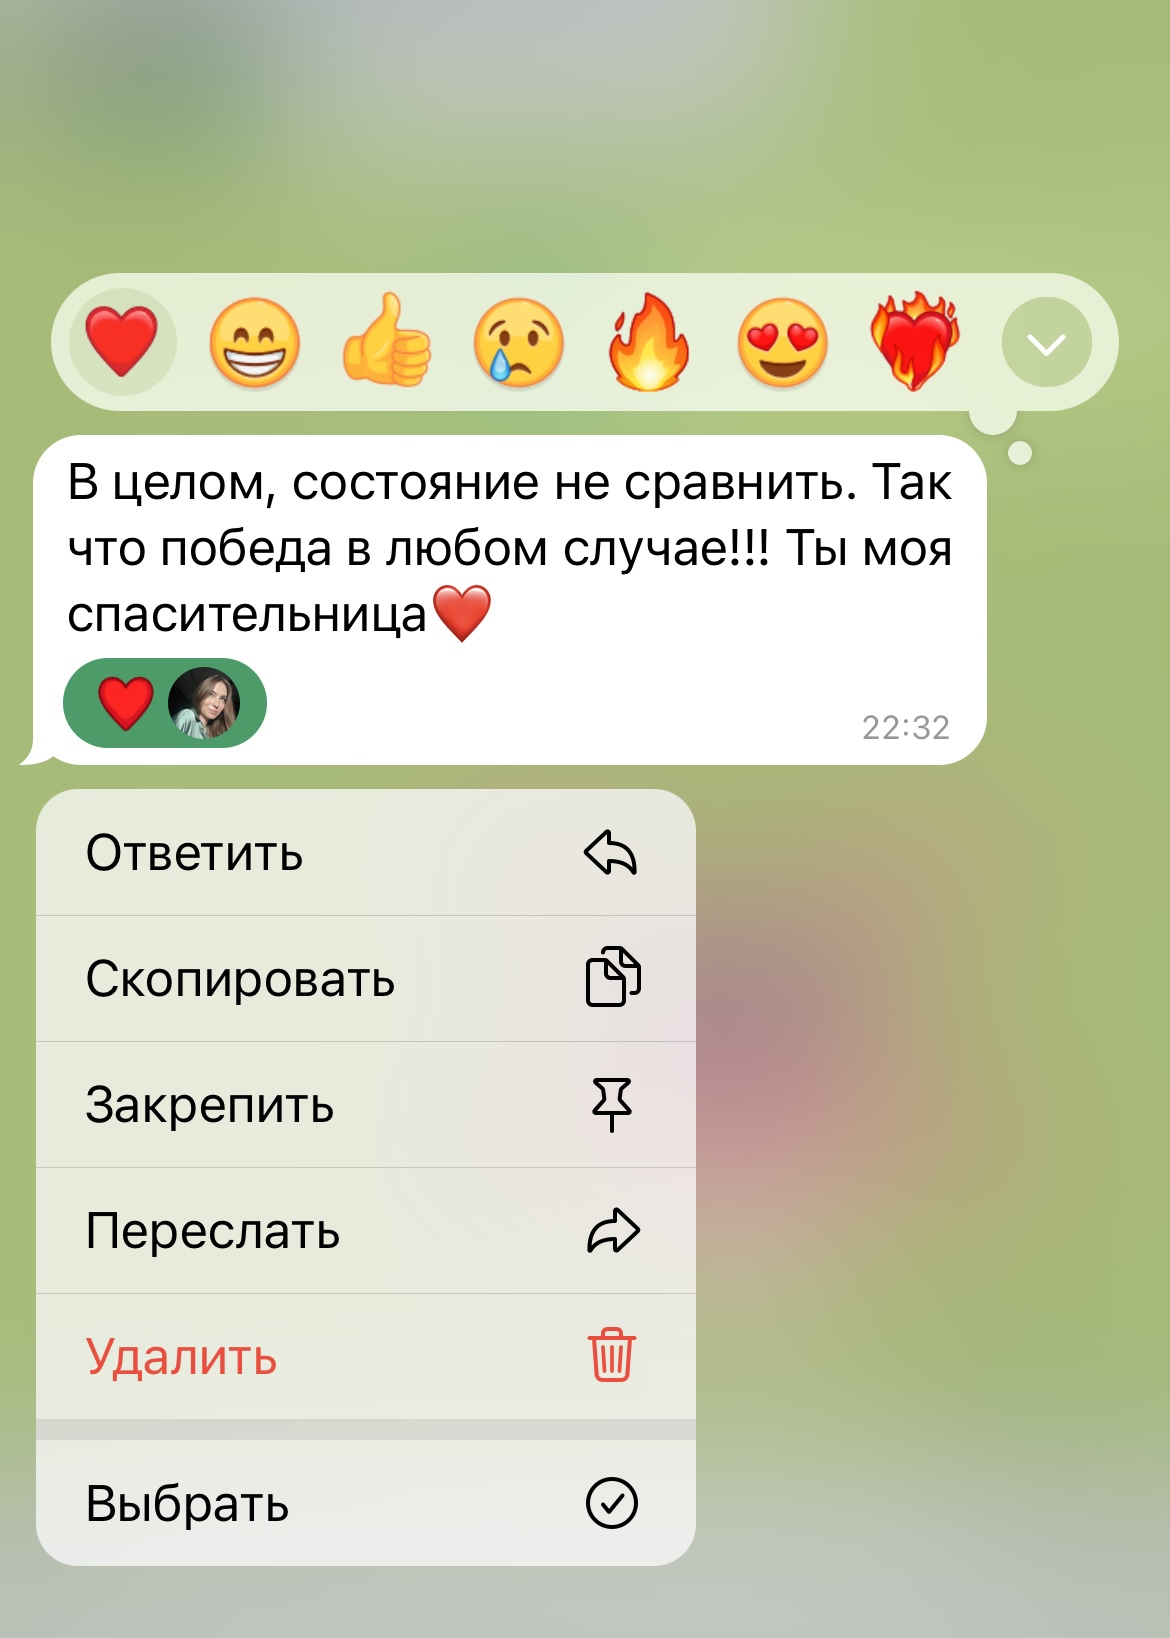 В целом, состояние не сравнить. Так
что победа в любом случае!!! Ты моя
спасительница❤️
22:32
Ответить
Скопировать
Закрепить
Переслать
Удалить
Выбрать